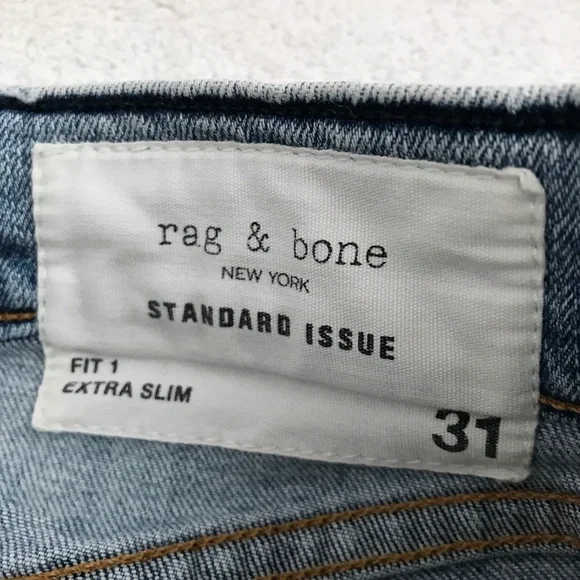 rag & bone
NEW YORK
STANDARD ISSUE
FIT 1
EXTRA SLIM
31